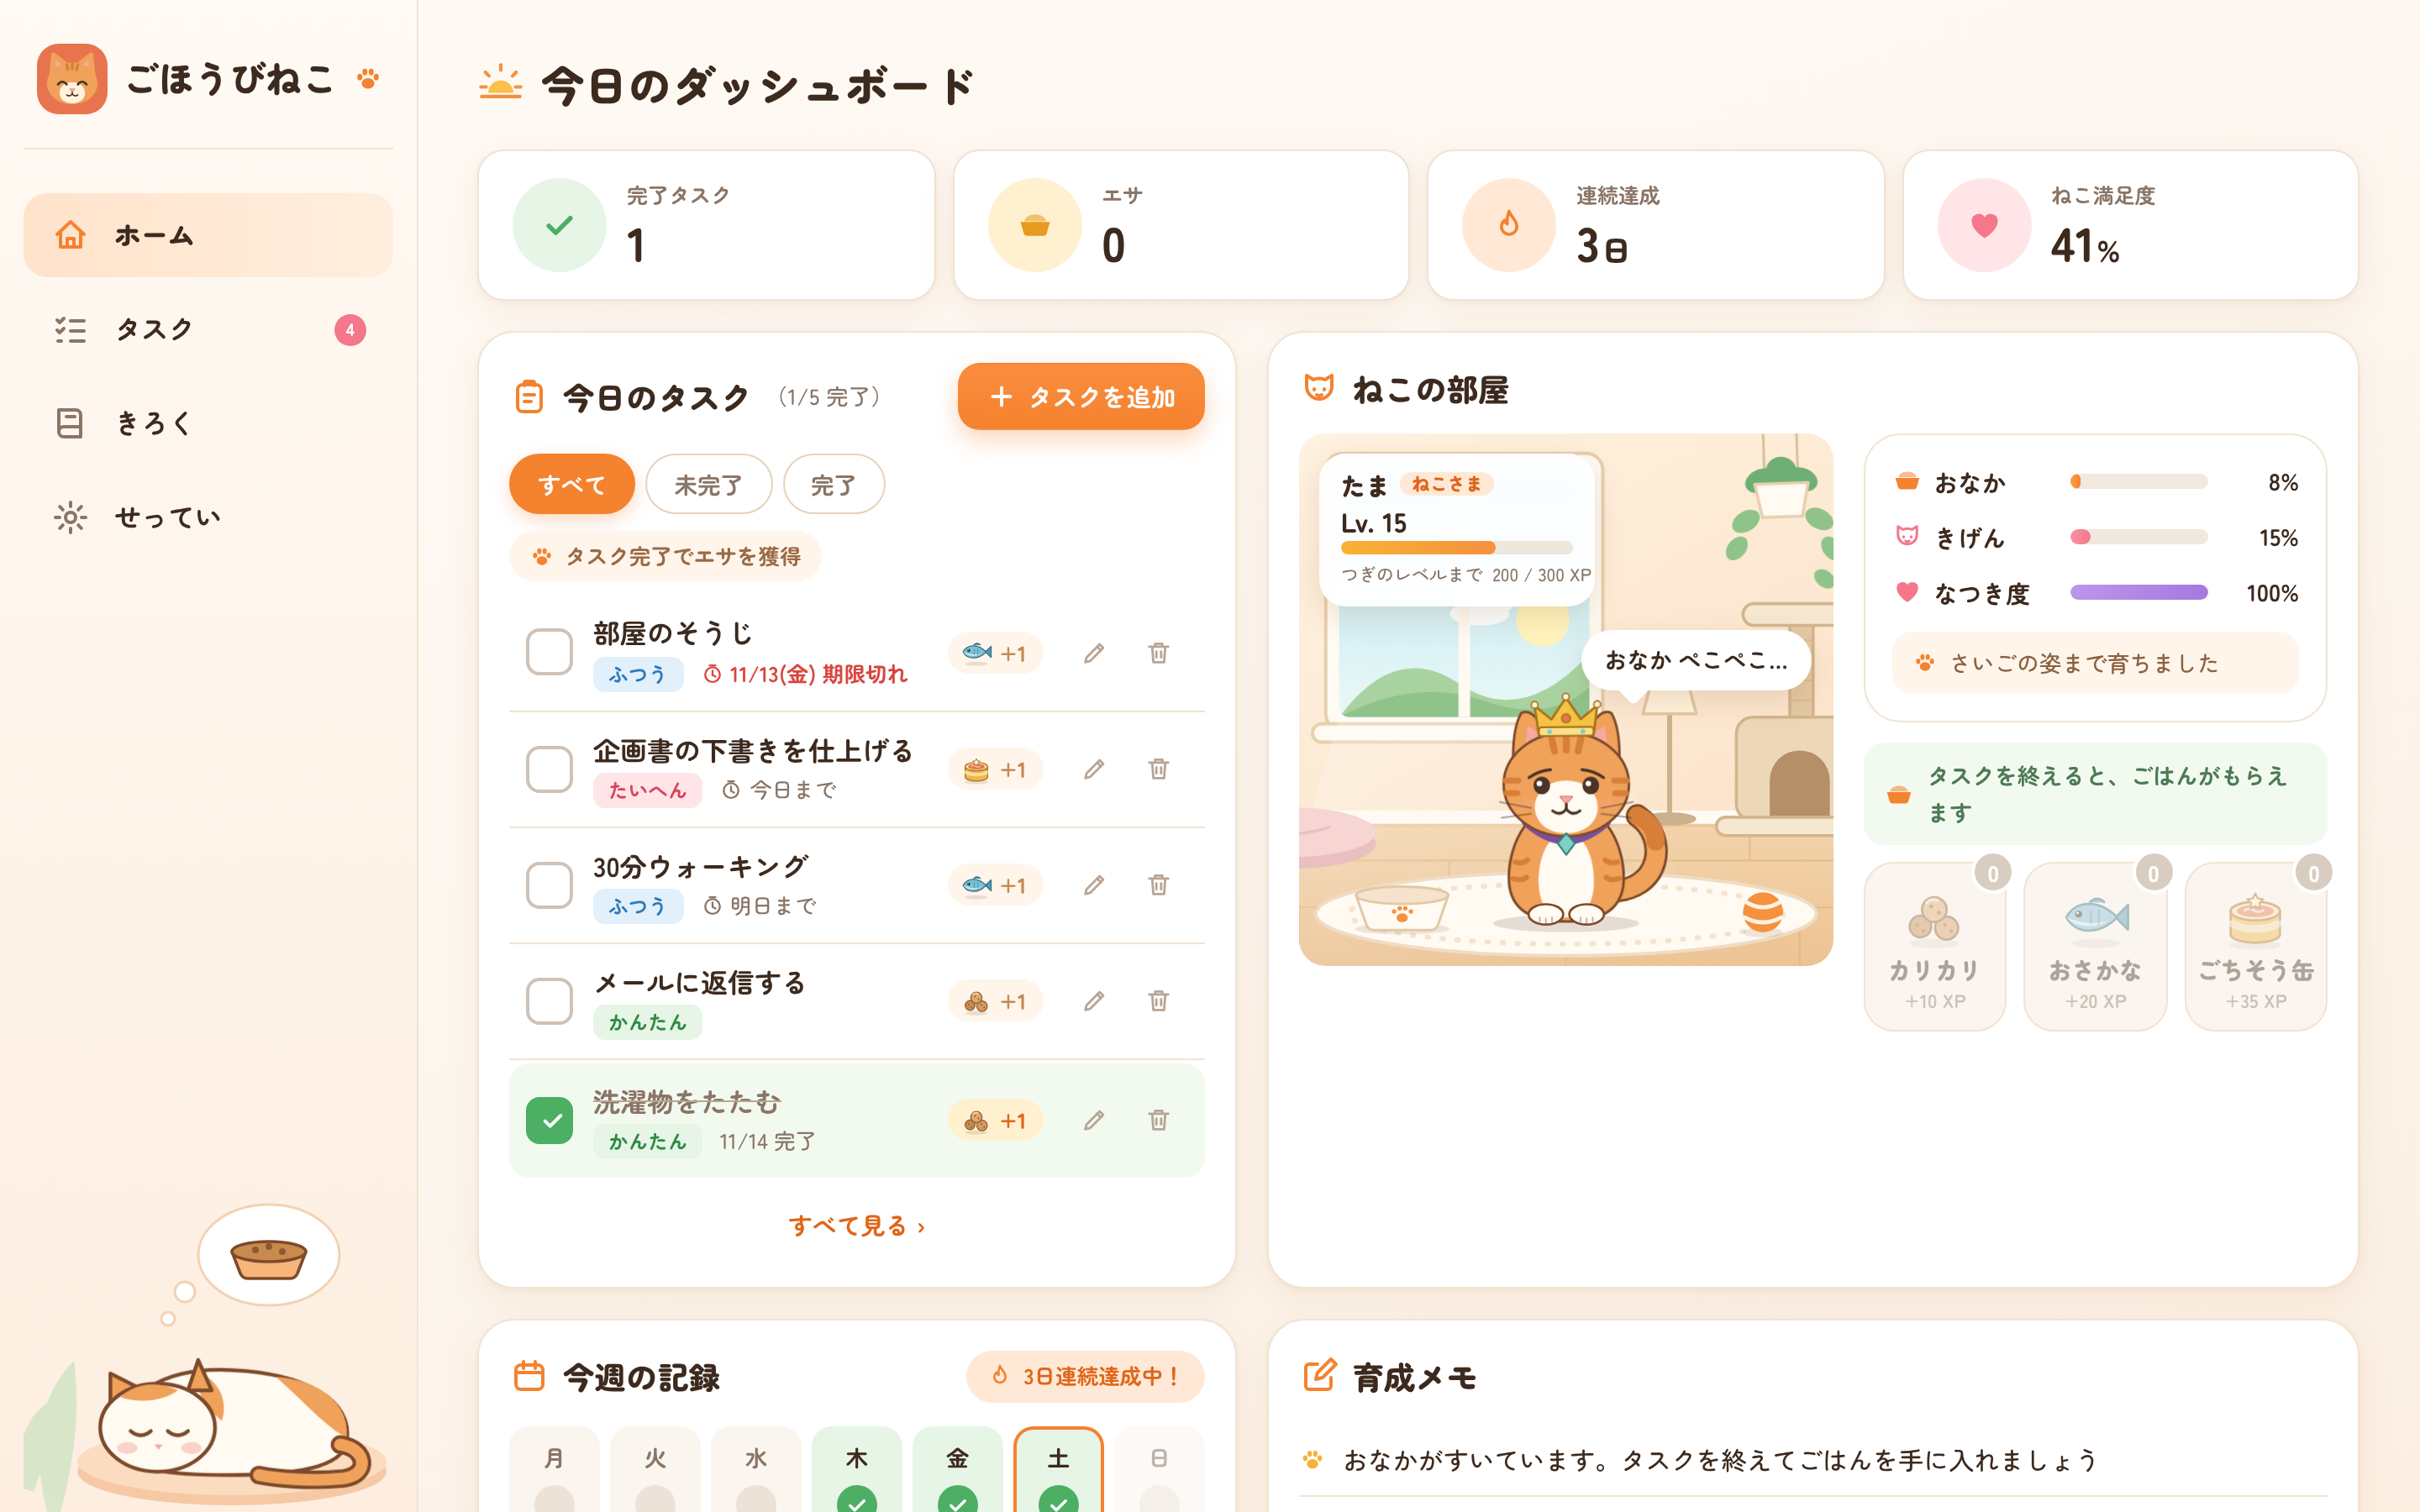 ごほうびねこ
ホーム
タスク 4
きろく
せってい
今日のダッシュボード
完了タスク
1
エサ
0
連続達成
3日
ねこ満足度
41%
今日のタスク (1/5 完了)
＋ タスクを追加
すべて 未完了 完了
タスク完了でエサを獲得
部屋のそうじ
ふつう 11/13(金) 期限切れ
+1
企画書の下書きを仕上げる
たいへん 今日まで
+1
30分ウォーキング
ふつう 明日まで
+1
メールに返信する
かんたん
+1
洗濯物をたたむ
かんたん 11/14 完了
+1
すべて見る ›
ねこの部屋
たま ねこさま
Lv. 15
つぎのレベルまで 200 / 300 XP
おなか ぺこぺこ…
おなか 8%
きげん 15%
なつき度 100%
さいごの姿まで育ちました
タスクを終えると、ごはんがもらえ
ます
0
カリカリ
+10 XP
0
おさかな
+20 XP
0
ごちそう缶
+35 XP
今週の記録
3日連続達成中！
月 火 水 木 金 土 日
育成メモ
おなかがすいています。タスクを終えてごはんを手に入れましょう